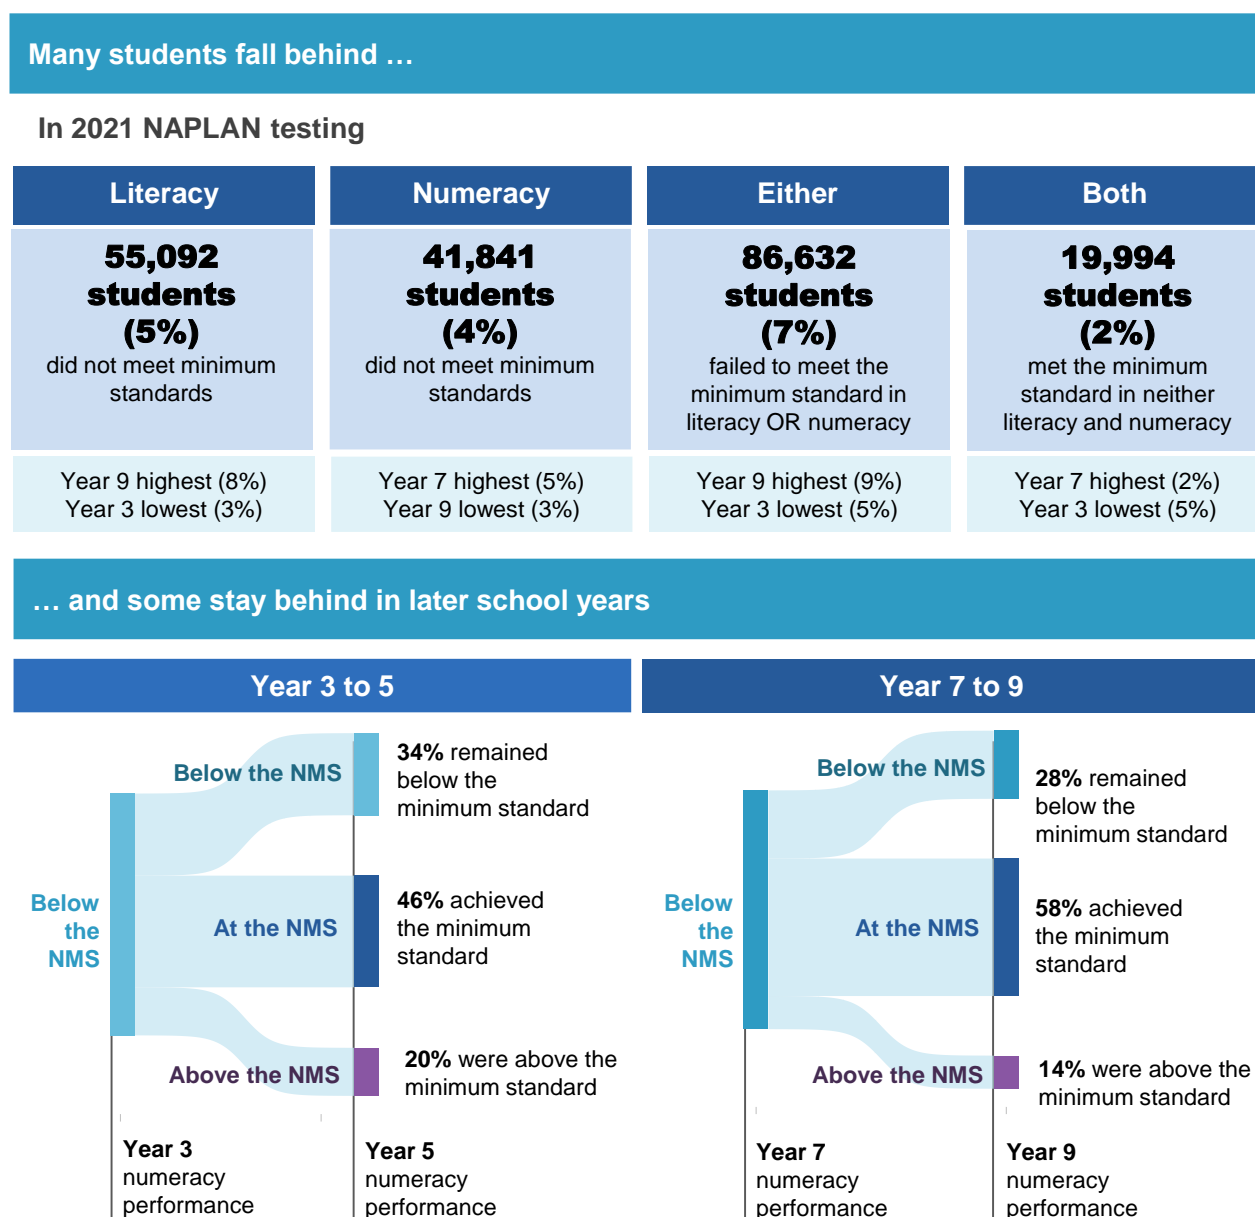 Many students fall behind …
In 2021 NAPLAN testing
Literacy
55,092
students
(5%)
did not meet minimum
standards
Year 9 highest (8%)
Year 3 lowest (3%)
Numeracy
41,841
students
(4%)
did not meet minimum
standards
Year 7 highest (5%)
Year 9 lowest (3%)
Either
86,632
students
(7%)
failed to meet the
minimum standard in
literacy OR numeracy
Year 9 highest (9%)
Year 3 lowest (5%)
Both
19,994
students
(2%)
met the minimum
standard in neither
literacy and numeracy
Year 7 highest (2%)
Year 3 lowest (5%)
… and some stay behind in later school years
Year 3 to 5
Below
the
NMS
Below the NMS
34% remained
below the
minimum standard
At the NMS
46% achieved
the minimum
standard
Above the NMS
20% were above the
minimum standard
Year 3
numeracy
performance
Year 5
numeracy
performance
Year 7 to 9
Below
the
NMS
Below the NMS
28% remained
below the
minimum standard
At the NMS
58% achieved
the minimum
standard
Above the NMS
14% were above the
minimum standard
Year 7
numeracy
performance
Year 9
numeracy
performance